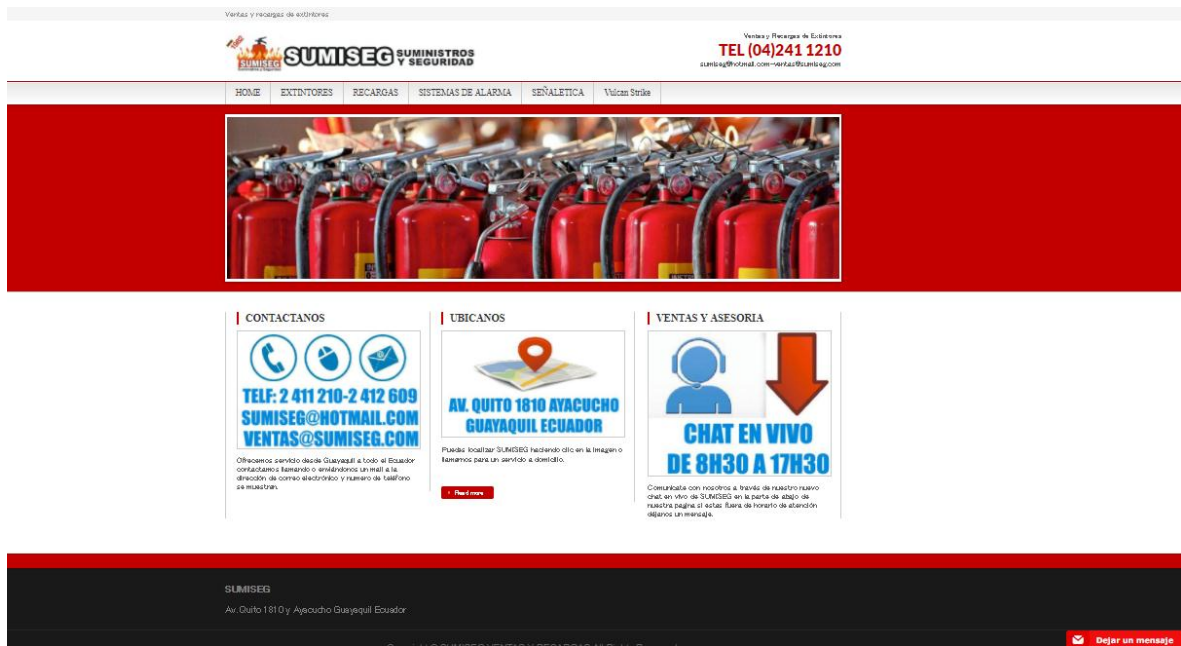 Ventas y recargas de extintores
Ventas y Recargas de Extintores
SUMISEG SUMISEG SUMINISTROS
Y SEGURIDAD
TEL (04)241 1210
sumiseg@hotmail.com-ventas@sumiseg.com
HOME EXTINTORES RECARGAS SISTEMAS DE ALARMA SEÑALETICA Vulcan Strike
CONTACTANOS
TELF: 2 411 210-2 412 609
SUMISEG@HOTMAIL.COM
VENTAS@SUMISEG.COM
Ofrecemos servicio desde Guayaquil a todo el Ecuador
contactamos llamando o enviándonos un mail a la
dirección de correo electrónico y numero de teléfono
se muestran.
UBICANOS
AV. QUITO 1810 AYACUCHO
GUAYAQUIL ECUADOR
Puedes localizar SUMISEG haciendo clic en la imagen o
llamarnos para un servicio a domicilio.
Read more
VENTAS Y ASESORIA
CHAT EN VIVO
DE 8H30 A 17H30
Comunícate con nosotros a través de nuestro nuevo
chat en vivo de SUMISEG en la parte de abajo de
nuestra pagina si estas fuera de horario de atención
déjanos un mensaje.
SUMISEG
Av. Quito 1810 y Ayacucho Guayaquil Ecuador
Dejar un mensaje